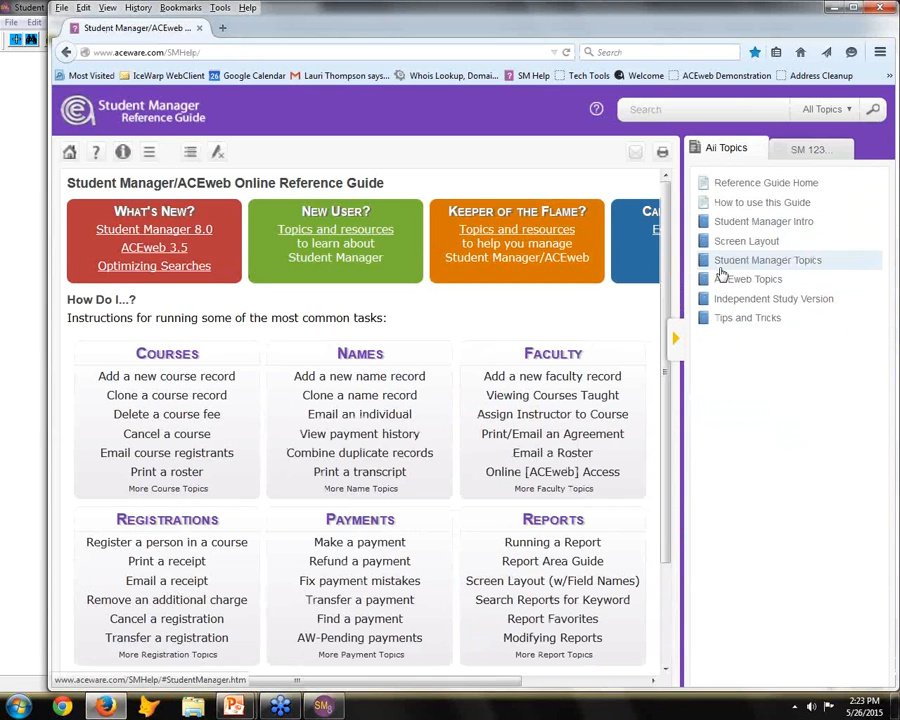 Student
File Edit View History Bookmarks Tools Help
File Edit
Student Manager/ACEweb ...
www.aceware.com/SMHelp/
Search
Most Visited IceWarp WebClient Google Calendar Lauri Thompson says... Whois Lookup, Domai... SM Help Tech Tools Welcome ACEweb Demonstration Address Cleanup
Student Manager
Reference Guide
Search All Topics
All Topics SM 123...
Student Manager/ACEweb Online Reference Guide
WHAT'S NEW?
Student Manager 8.0
ACEweb 3.5
Optimizing Searches
NEW USER?
Topics and resources
to learn about
Student Manager
KEEPER OF THE FLAME?
Topics and resources
to help you manage
Student Manager/ACEweb
CA
E
How Do I...?
Instructions for running some of the most common tasks:
COURSES
Add a new course record
Clone a course record
Delete a course fee
Cancel a course
Email course registrants
Print a roster
More Course Topics
NAMES
Add a new name record
Clone a name record
Email an individual
View payment history
Combine duplicate records
Print a transcript
More Name Topics
FACULTY
Add a new faculty record
Viewing Courses Taught
Assign Instructor to Course
Print/Email an Agreement
Email a Roster
Online [ACEweb] Access
More Faculty Topics
REGISTRATIONS
Register a person in a course
Print a receipt
Email a receipt
Remove an additional charge
Cancel a registration
Transfer a registration
More Registration Topics
PAYMENTS
Make a payment
Refund a payment
Fix payment mistakes
Transfer a payment
Find a payment
AW-Pending payments
More Payment Topics
REPORTS
Running a Report
Report Area Guide
Screen Layout (w/Field Names)
Search Reports for Keyword
Report Favorites
Modifying Reports
More Report Topics
Reference Guide Home
How to use this Guide
Student Manager Intro
Screen Layout
Student Manager Topics
ACEweb Topics
Independent Study Version
Tips and Tricks
www.aceware.com/SMHelp/#StudentManager.htm
2:23 PM
5/26/2015